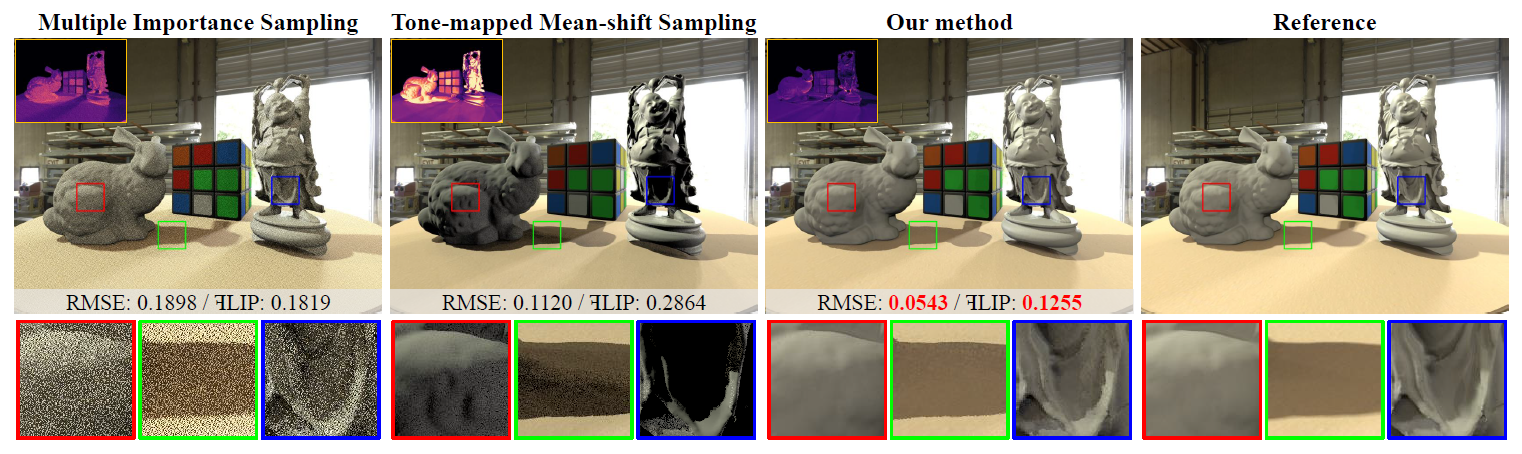 Multiple Importance Sampling
Tone-mapped Mean-shift Sampling
Our method
Reference
RMSE: 0.1898 / ꟻLIP: 0.1819
RMSE: 0.1120 / ꟻLIP: 0.2864
RMSE: 0.0543 / ꟻLIP: 0.1255